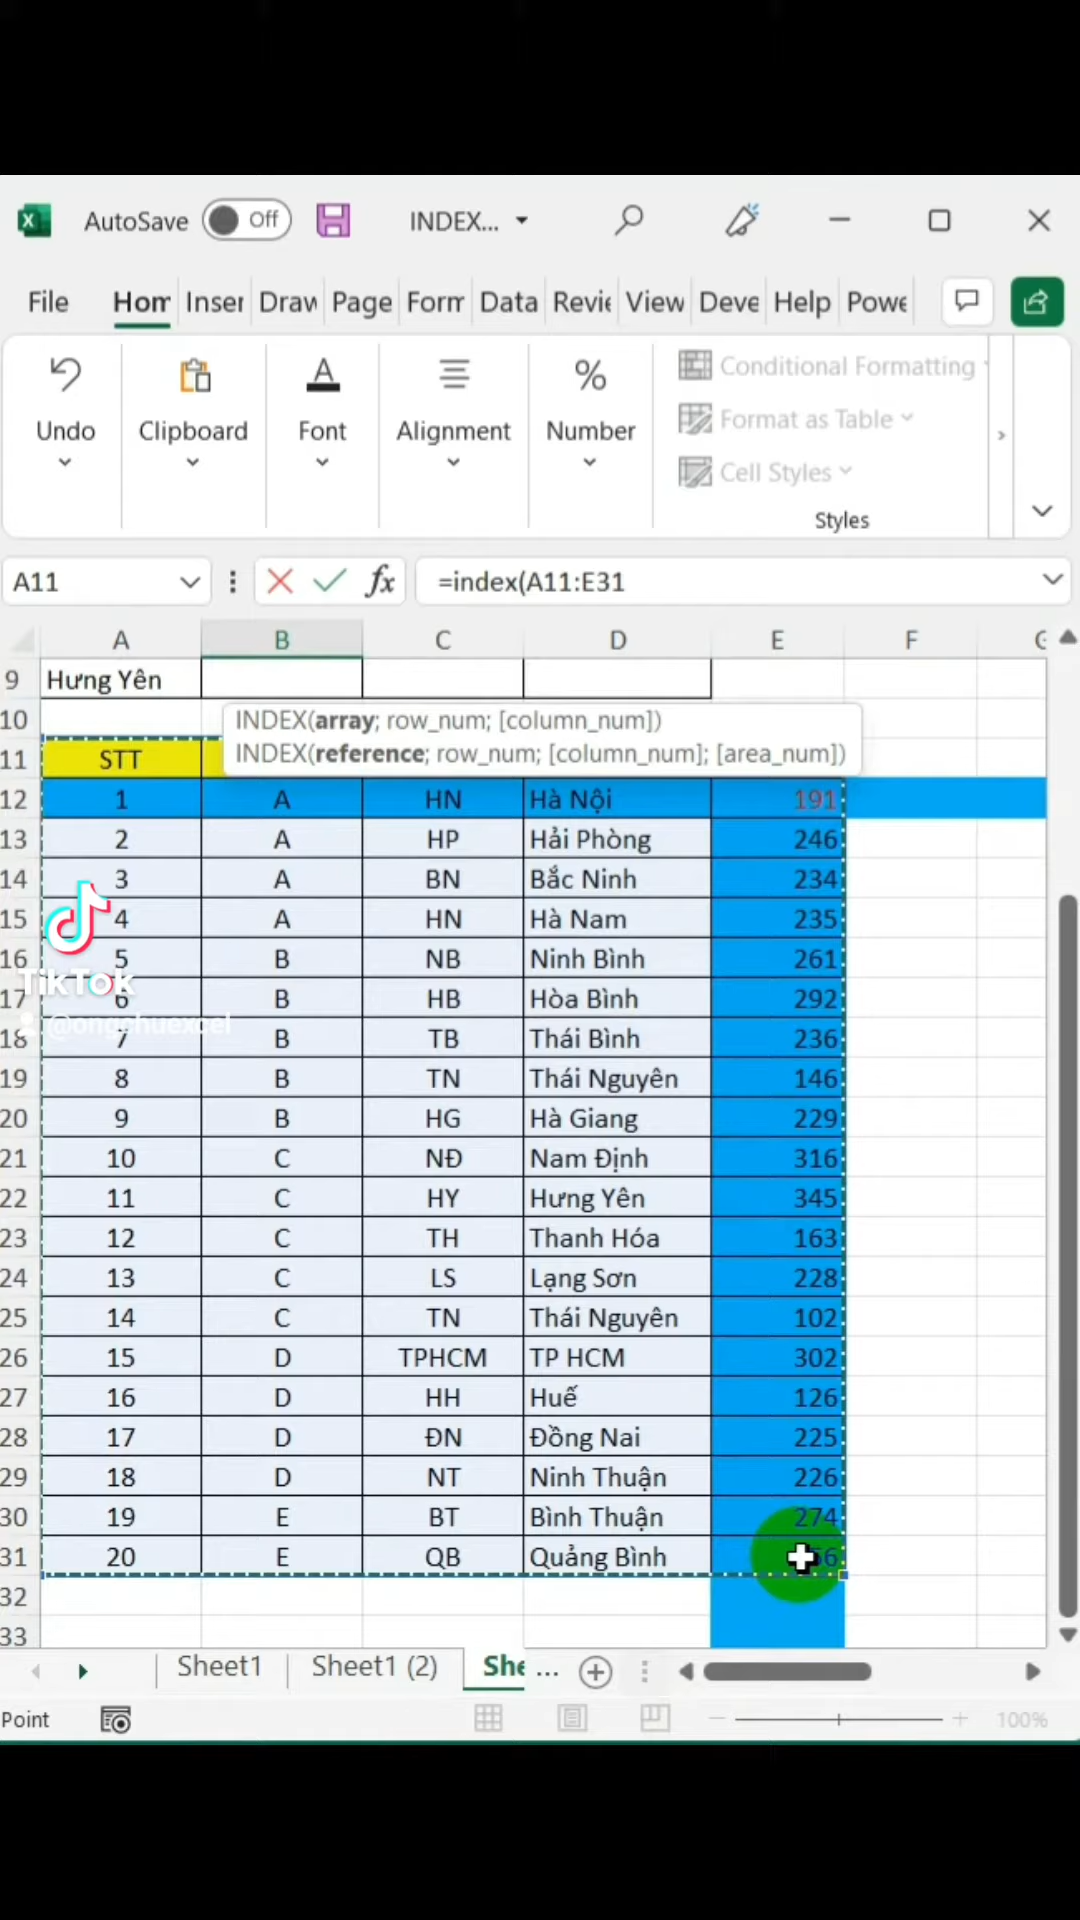 AutoSave Off INDEX...
File Hom Inser Draw Page Form Data Revie View Deve Help Powe
Undo Clipboard Font Alignment Number
Conditional Formatting
Format as Table
Cell Styles
Styles
A11 fx =index(A11:E31
A B C D E F
9 Hưng Yên
10 INDEX(array; row_num; [column_num])
INDEX(reference; row_num; [column_num]; [area_num])
11 STT
12 1 A HN Hà Nội 191
13 2 A HP Hải Phòng 246
14 3 A BN Bắc Ninh 234
15 4 A HN Hà Nam 235
16 5 B NB Ninh Bình 261
TikTok
17 6 B HB Hòa Bình 292
@ongchuexcel
18 7 B TB Thái Bình 236
19 8 B TN Thái Nguyên 146
20 9 B HG Hà Giang 229
21 10 C NĐ Nam Định 316
22 11 C HY Hưng Yên 345
23 12 C TH Thanh Hóa 163
24 13 C LS Lạng Sơn 228
25 14 C TN Thái Nguyên 102
26 15 D TPHCM TP HCM 302
27 16 D HH Huế 126
28 17 D ĐN Đồng Nai 225
29 18 D NT Ninh Thuận 226
30 19 E BT Bình Thuận 274
31 20 E QB Quảng Bình
32
33
Sheet1 Sheet1 (2) She ...
Point 100%